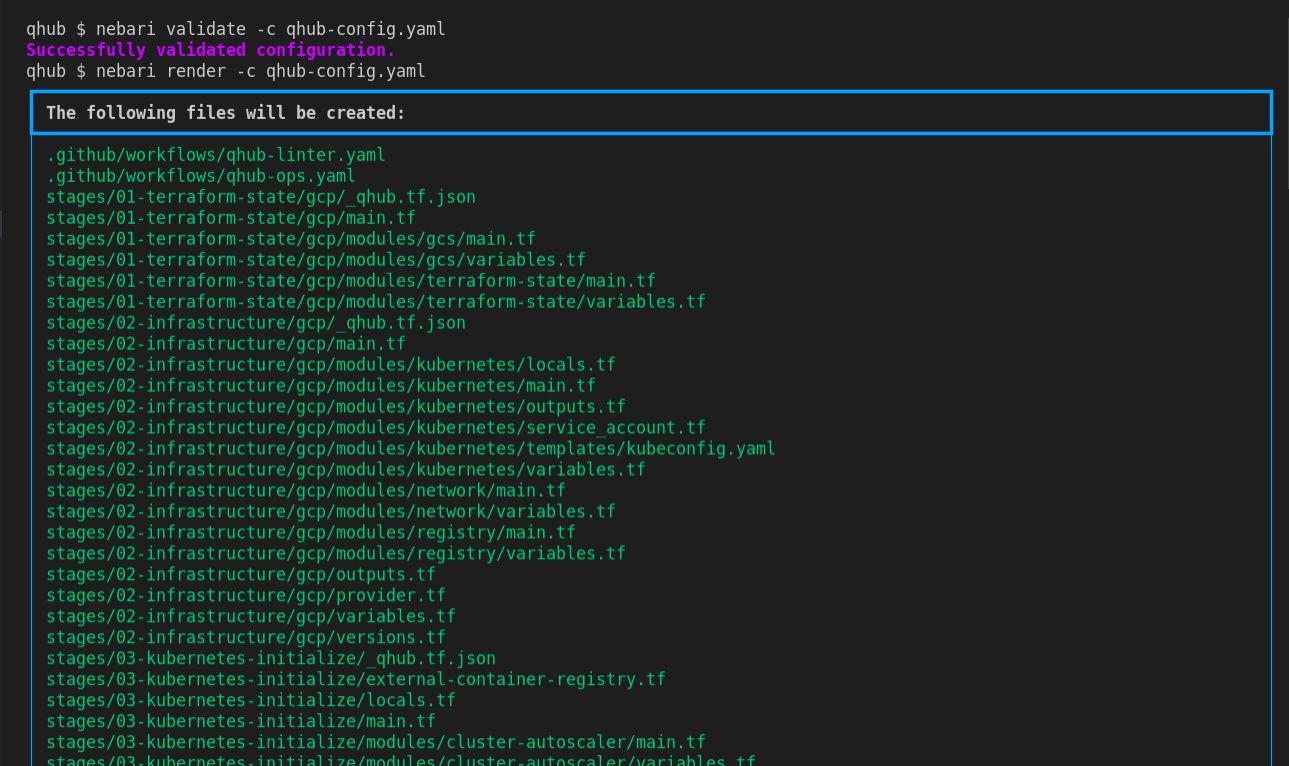 qhub $ nebari validate -c qhub-config.yaml
Successfully validated configuration.
qhub $ nebari render -c qhub-config.yaml
The following files will be created:
.github/workflows/qhub-linter.yaml
.github/workflows/qhub-ops.yaml
stages/01-terraform-state/gcp/_qhub.tf.json
stages/01-terraform-state/gcp/main.tf
stages/01-terraform-state/gcp/modules/gcs/main.tf
stages/01-terraform-state/gcp/modules/gcs/variables.tf
stages/01-terraform-state/gcp/modules/terraform-state/main.tf
stages/01-terraform-state/gcp/modules/terraform-state/variables.tf
stages/02-infrastructure/gcp/_qhub.tf.json
stages/02-infrastructure/gcp/main.tf
stages/02-infrastructure/gcp/modules/kubernetes/locals.tf
stages/02-infrastructure/gcp/modules/kubernetes/main.tf
stages/02-infrastructure/gcp/modules/kubernetes/outputs.tf
stages/02-infrastructure/gcp/modules/kubernetes/service_account.tf
stages/02-infrastructure/gcp/modules/kubernetes/templates/kubeconfig.yaml
stages/02-infrastructure/gcp/modules/kubernetes/variables.tf
stages/02-infrastructure/gcp/modules/network/main.tf
stages/02-infrastructure/gcp/modules/network/variables.tf
stages/02-infrastructure/gcp/modules/registry/main.tf
stages/02-infrastructure/gcp/modules/registry/variables.tf
stages/02-infrastructure/gcp/outputs.tf
stages/02-infrastructure/gcp/provider.tf
stages/02-infrastructure/gcp/variables.tf
stages/02-infrastructure/gcp/versions.tf
stages/03-kubernetes-initialize/_qhub.tf.json
stages/03-kubernetes-initialize/external-container-registry.tf
stages/03-kubernetes-initialize/locals.tf
stages/03-kubernetes-initialize/main.tf
stages/03-kubernetes-initialize/modules/cluster-autoscaler/main.tf
stages/03-kubernetes-initialize/modules/cluster-autoscaler/variables.tf